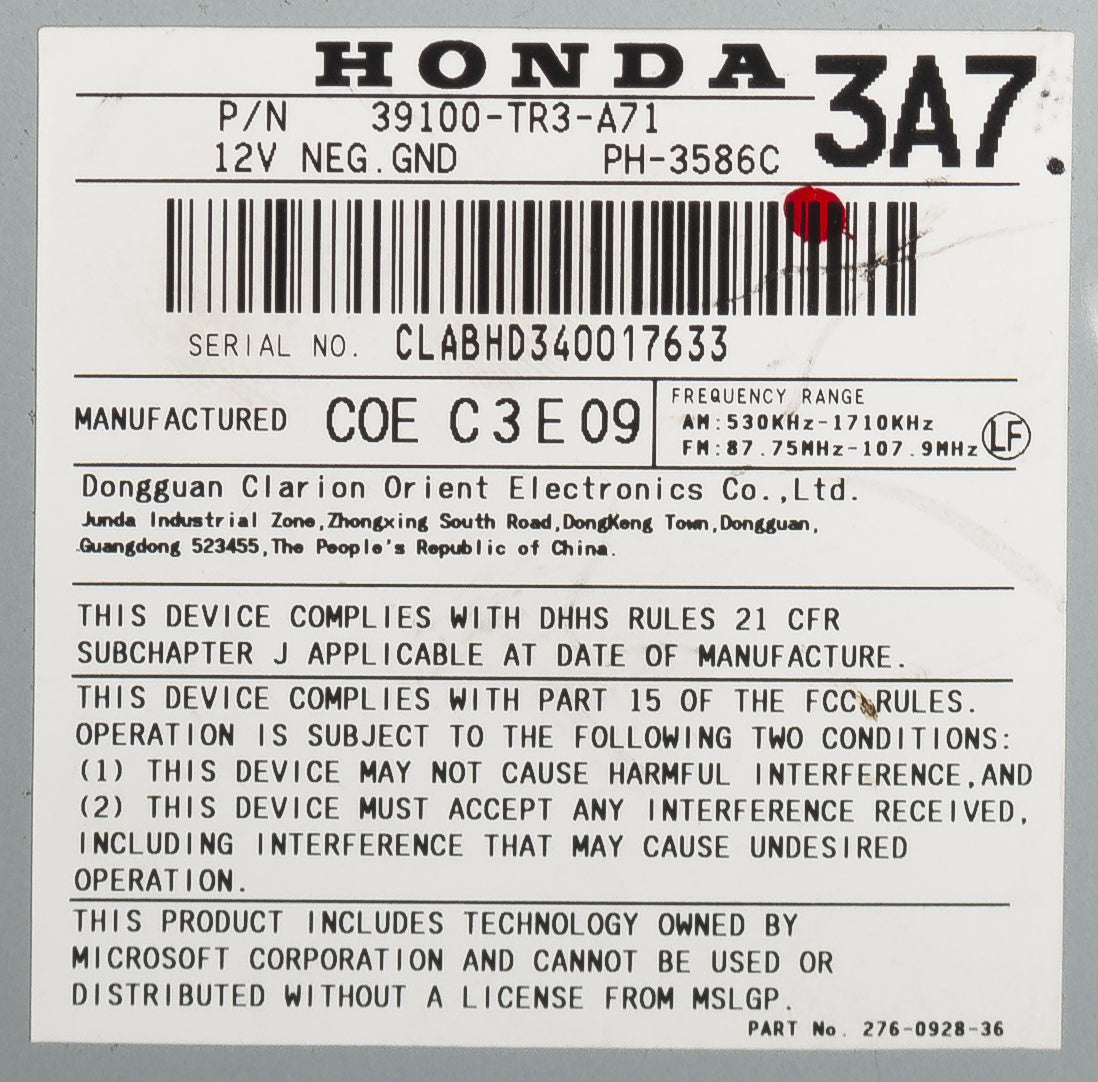 HONDA 3A7.
P/N 39100-TR3-A71
12V NEG.GND PH-3586C
SERIAL NO. CLABHD340017633
MANUFACTURED COE C3E09
FREQUENCY RANGE
AM:530KHz-1710KHz
FM:87.75MHz-107.9MHz
LF
Dongguan Clarion Orient Electronics Co.,Ltd.
Junda Industrial Zone,Zhongxing South Road,DongKeng Town,Dongguan,
Guangdong 523455,The People's Republic of China.
THIS DEVICE COMPLIES WITH DHHS RULES 21 CFR
SUBCHAPTER J APPLICABLE AT DATE OF MANUFACTURE.
THIS DEVICE COMPLIES WITH PART 15 OF THE FCC RULES.
OPERATION IS SUBJECT TO THE FOLLOWING TWO CONDITIONS:
(1) THIS DEVICE MAY NOT CAUSE HARMFUL INTERFERENCE,AND
(2) THIS DEVICE MUST ACCEPT ANY INTERFERENCE RECEIVED,
INCLUDING INTERFERENCE THAT MAY CAUSE UNDESIRED
OPERATION.
THIS PRODUCT INCLUDES TECHNOLOGY OWNED BY
MICROSOFT CORPORATION AND CANNOT BE USED OR
DISTRIBUTED WITHOUT A LICENSE FROM MSLGP.
PART No. 276-0928-36